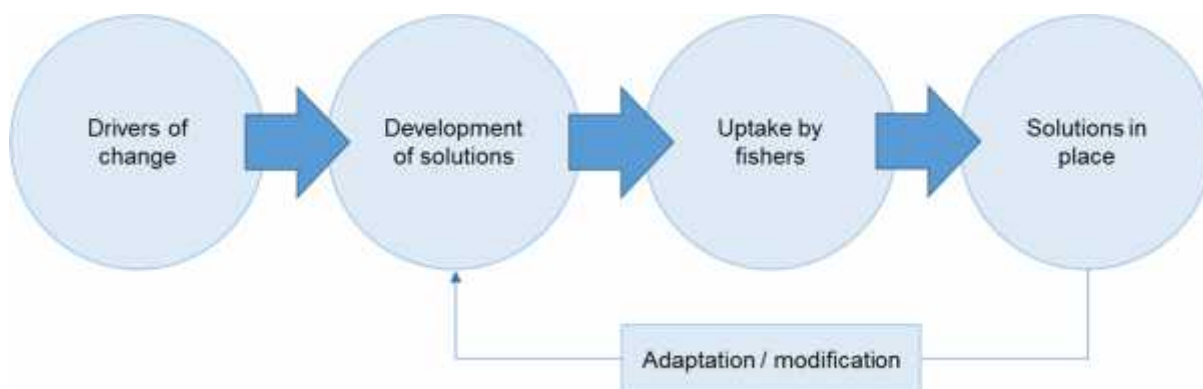 Drivers of
change
Development
of solutions
Uptake by
fishers
Solutions in
place
Adaptation / modification